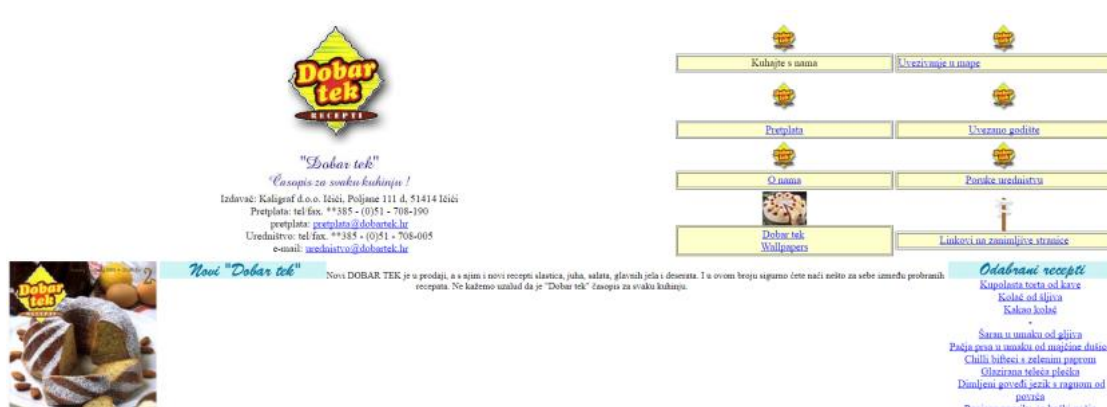 Dobar
tek
RECEPTI
"Dobar tek"
Časopis za svaku kuhinju !
Izdavač: Kaligraf d.o.o. Ičići, Poljane 111 d, 51414 Ičići
Pretplata: tel/fax. **385 - (0)51 - 708-190
pretplata: pretplata@dobartek.hr
Uredništvo: tel/fax. **385 - (0)51 - 708-005
e-mail: urednistvo@dobartek.hr
Kuhajte s nama
Uvezivanje u mape
Pretplata
Uvezano godište
O nama
Poruke uredništvu
Dobar tek
Wallpapers
Linkovi na zanimljive stranice
Dobar
tek
RECEPTI
2
Novi "Dobar tek"
Novi DOBAR TEK je u prodaji, a s njim i novi recepti slastica, juha, salata, glavnih jela i deserata. I u ovom broju sigurno ćete naći nešto za sebe između probranih
recepata. Ne kažemo uzalud da je "Dobar tek" časopis za svaku kuhinju.
Odabrani recepti
Kupolasta torta od kave
Kolač od šljiva
Kakao kolač
Šaran u umaku od gljiva
Pačja prsa u umaku od majčine dušice
Chilli bifteci s zelenim paprom
Glazirana teleća plećka
Dimljeni goveđi jezik s raguom od
povrća